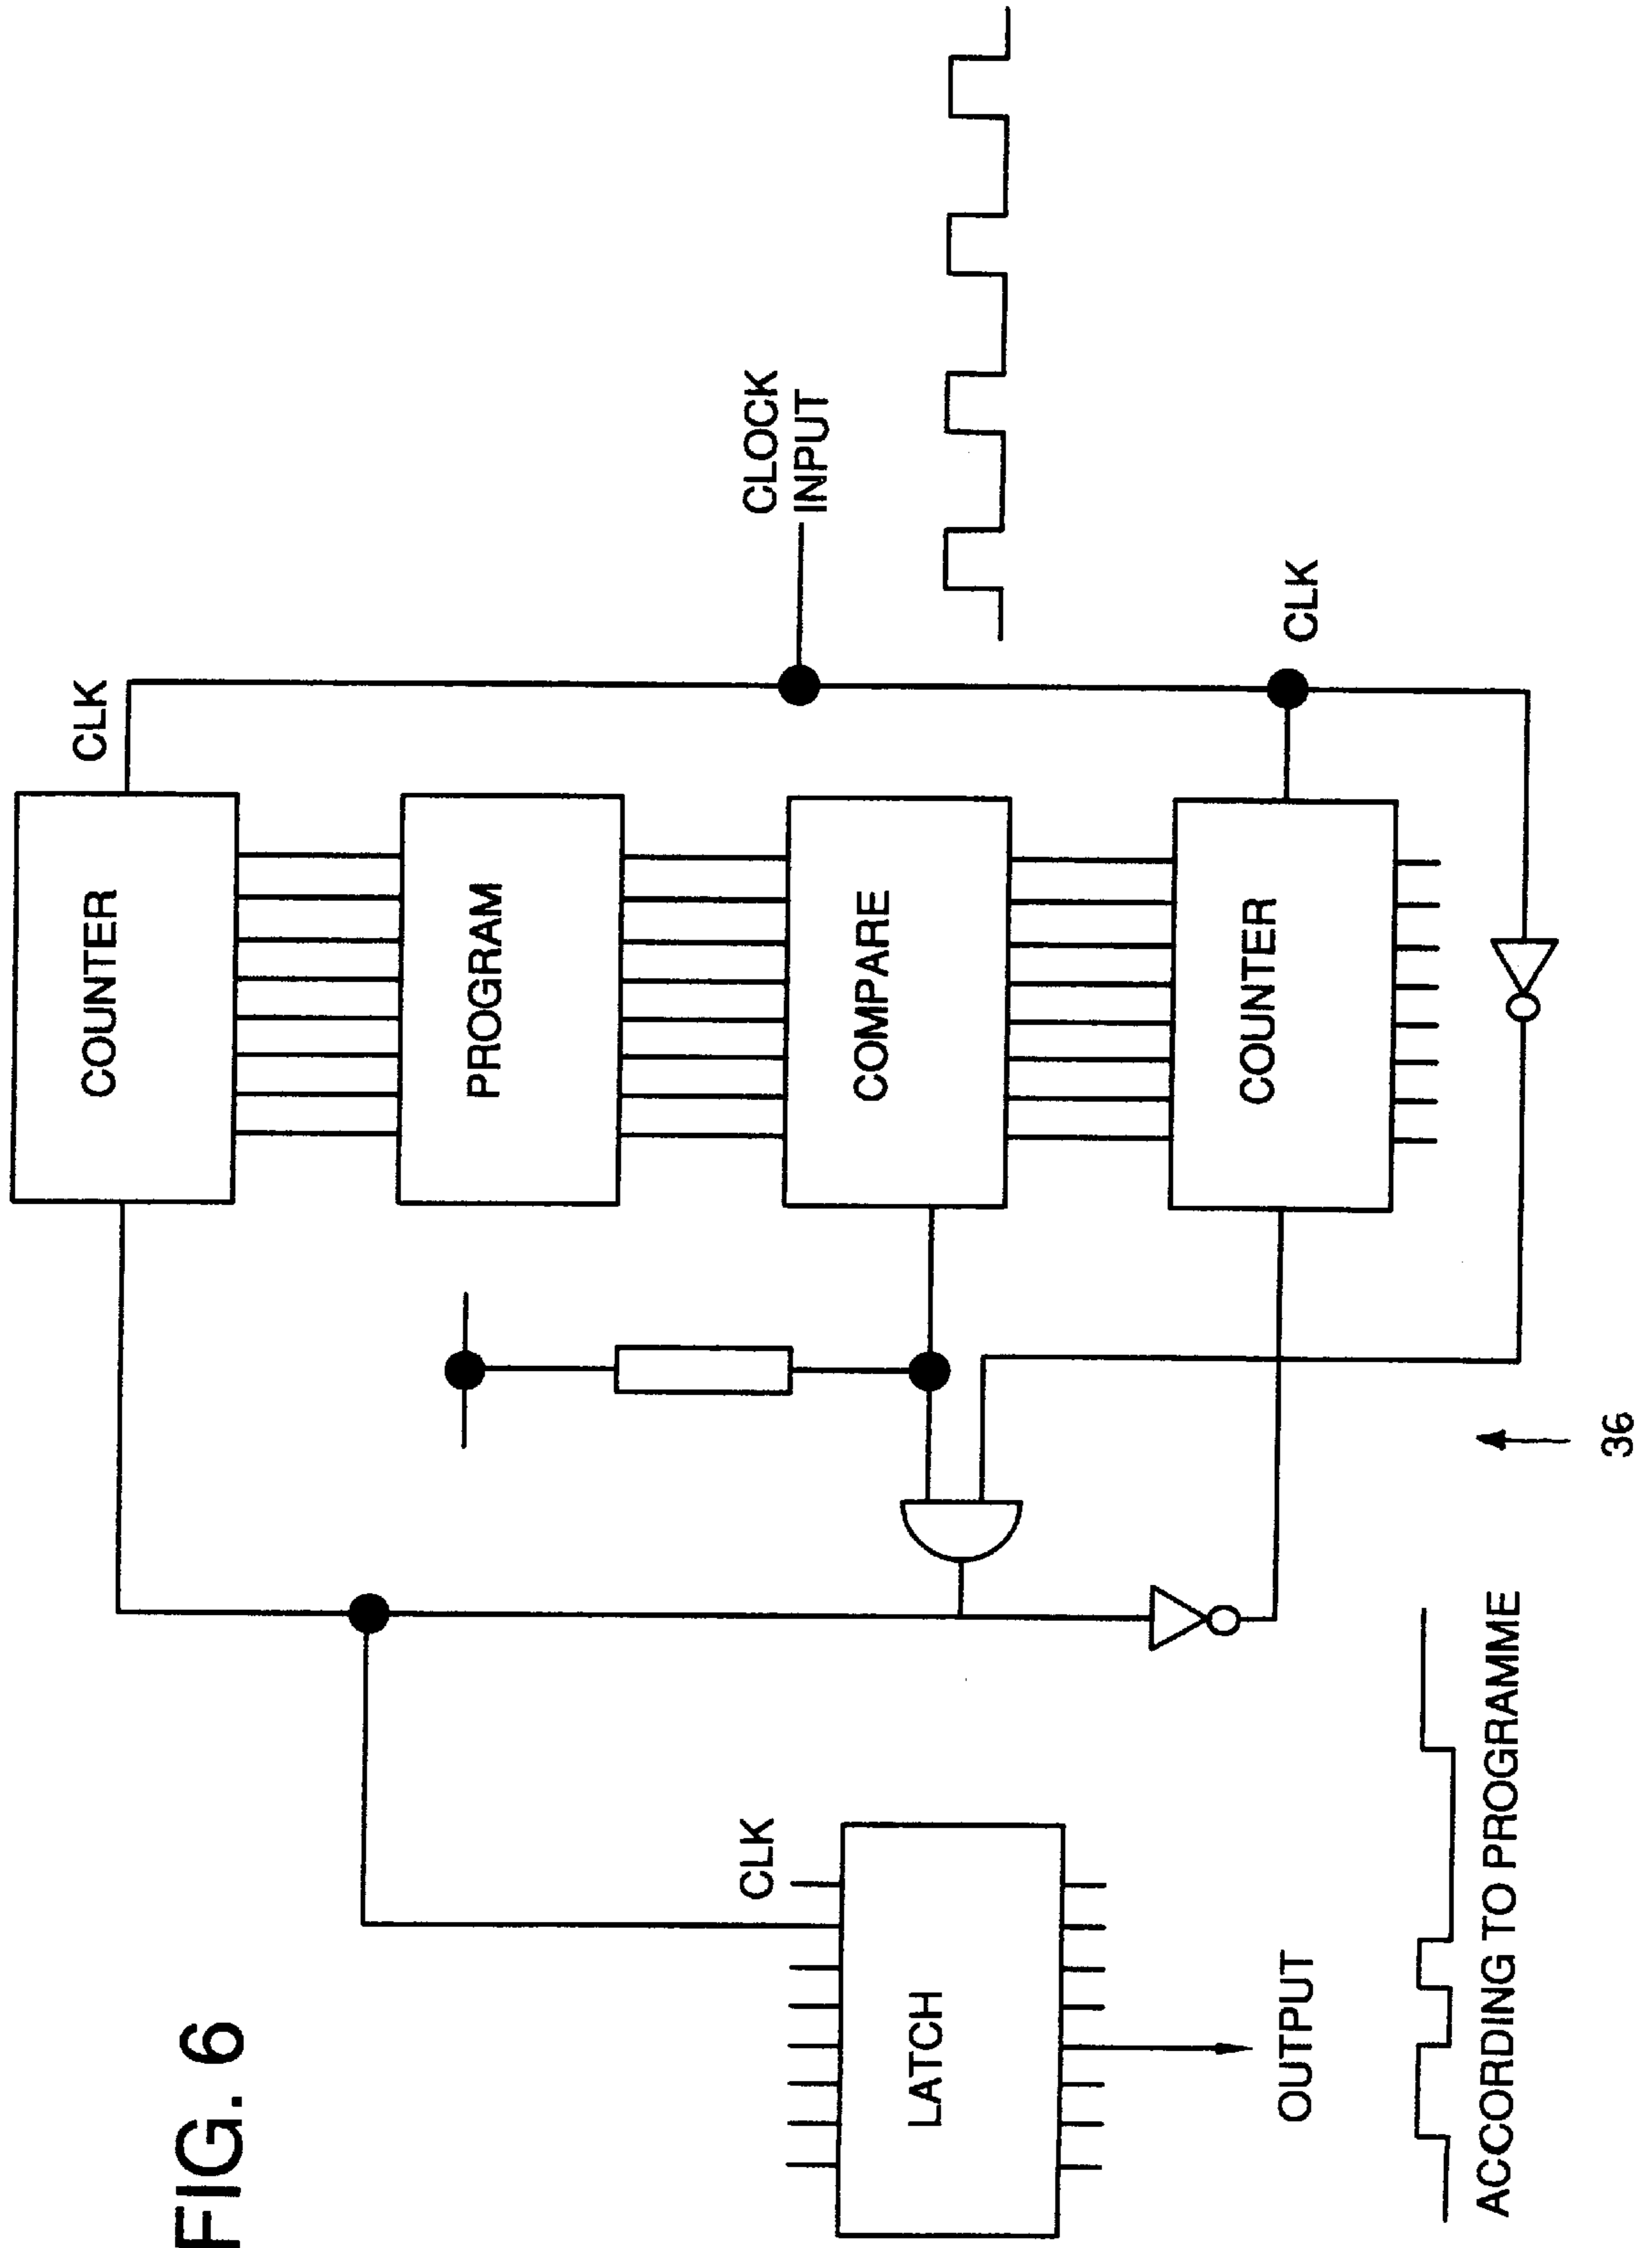 FIG. 6
COUNTER
CLK
PROGRAM
CLOCK
INPUT
COMPARE
CLK
LATCH
COUNTER
CLK
OUTPUT
ACCORDING TO PROGRAMME
36